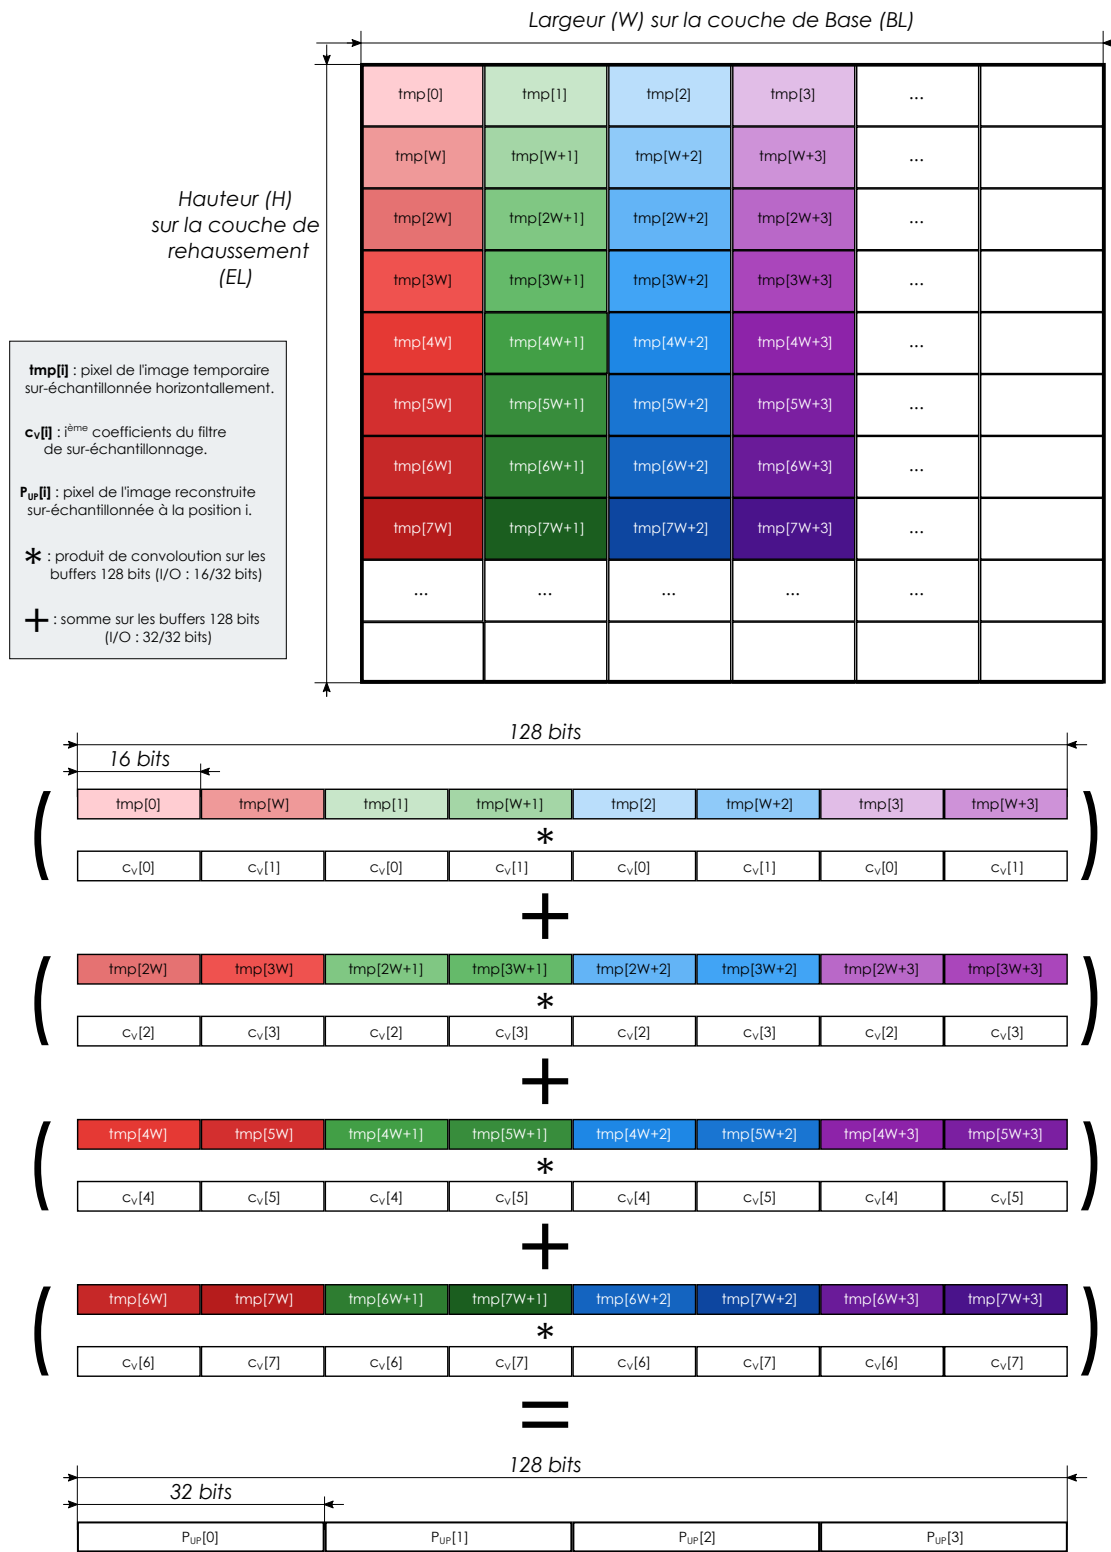 Largeur (W) sur la couche de Base (BL)
tmp[0] tmp[1] tmp[2] tmp[3] ...
tmp[W] tmp[W+1] tmp[W+2] tmp[W+3] ...
tmp[2W] tmp[2W+1] tmp[2W+2] tmp[2W+3] ...
tmp[3W] tmp[3W+1] tmp[3W+2] tmp[3W+3] ...
tmp[4W] tmp[4W+1] tmp[4W+2] tmp[4W+3] ...
tmp[5W] tmp[5W+1] tmp[5W+2] tmp[5W+3] ...
tmp[6W] tmp[6W+1] tmp[6W+2] tmp[6W+3] ...
tmp[7W] tmp[7W+1] tmp[7W+2] tmp[7W+3] ...
... ... ... ... ...
Hauteur (H)
sur la couche de
rehaussement
(EL)
tmp[i] : pixel de l'image temporaire
sur-échantillonnée horizontallement.
cV[i] : ième coefficients du filtre
de sur-échantillonnage.
PUP[i] : pixel de l'image reconstruite
sur-échantillonnée à la position i.
* : produit de convoloution sur les
buffers 128 bits (I/O : 16/32 bits)
+ : somme sur les buffers 128 bits
(I/O : 32/32 bits)
128 bits
16 bits
( tmp[0] tmp[W] tmp[1] tmp[W+1] tmp[2] tmp[W+2] tmp[3] tmp[W+3] )
*
cV[0] cV[1] cV[0] cV[1] cV[0] cV[1] cV[0] cV[1]
+
( tmp[2W] tmp[3W] tmp[2W+1] tmp[3W+1] tmp[2W+2] tmp[3W+2] tmp[2W+3] tmp[3W+3] )
*
cV[2] cV[3] cV[2] cV[3] cV[2] cV[3] cV[2] cV[3]
+
( tmp[4W] tmp[5W] tmp[4W+1] tmp[5W+1] tmp[4W+2] tmp[5W+2] tmp[4W+3] tmp[5W+3] )
*
cV[4] cV[5] cV[4] cV[5] cV[4] cV[5] cV[4] cV[5]
+
( tmp[6W] tmp[7W] tmp[6W+1] tmp[7W+1] tmp[6W+2] tmp[7W+2] tmp[6W+3] tmp[7W+3] )
*
cV[6] cV[7] cV[6] cV[7] cV[6] cV[7] cV[6] cV[7]
=
128 bits
32 bits
PUP[0] PUP[1] PUP[2] PUP[3]